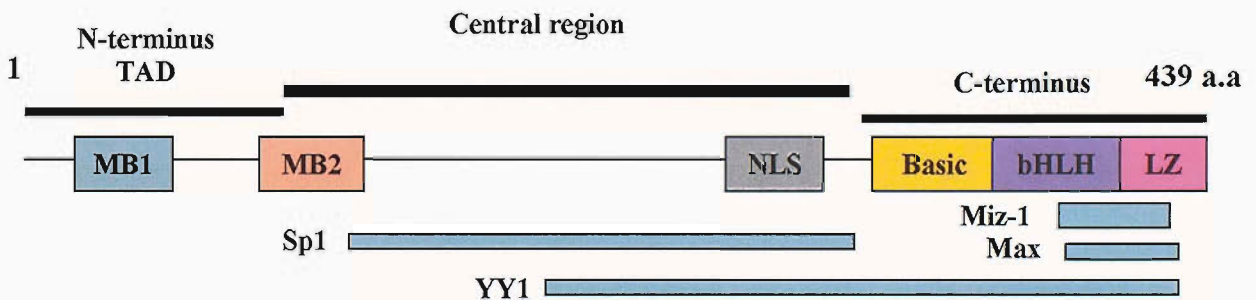 Central region
N-terminus
TAD
1
439 a.a
C-terminus
MB1 MB2 NLS Basic bHLH LZ
Miz-1
Sp1
Max
YY1